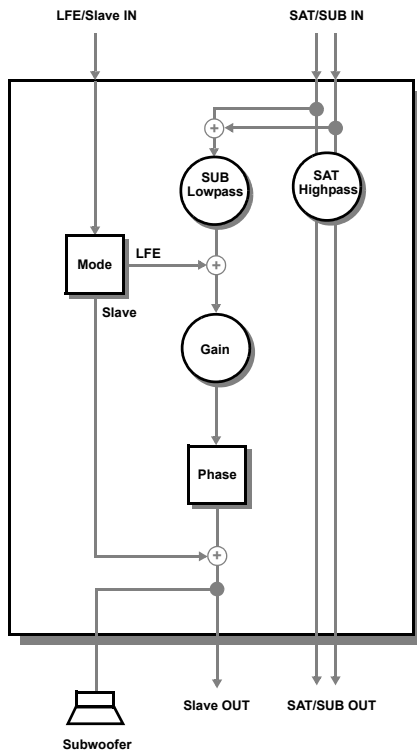 LFE/Slave IN
SAT/SUB IN
+
SUB
Lowpass
SAT
Highpass
Mode
LFE
+
Slave
Gain
Phase
+
Slave OUT
SAT/SUB OUT
Subwoofer